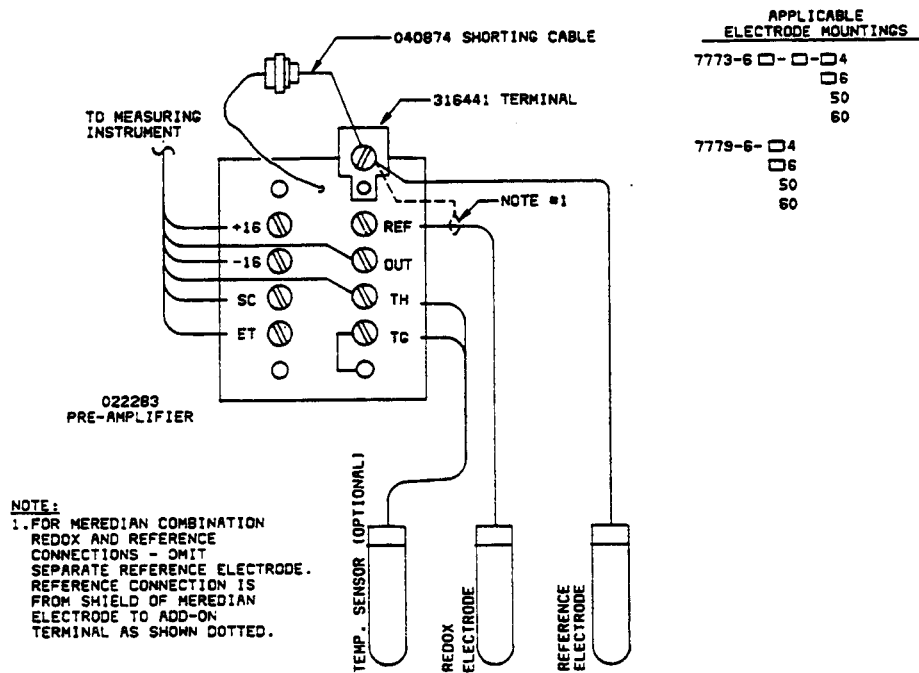 040874 SHORTING CABLE
316441 TERMINAL
TO MEASURING
INSTRUMENT
NOTE #1
+16
-16
SC
ET
REF
OUT
TH
TG
022283
PRE-AMPLIFIER
APPLICABLE
ELECTRODE MOUNTINGS
7773-6 □-□-□4
□6
50
60
7779-6-□4
□6
50
60
NOTE:
1. FOR MEREDIAN COMBINATION
REDOX AND REFERENCE
CONNECTIONS - OMIT
SEPARATE REFERENCE ELECTRODE.
REFERENCE CONNECTION IS
FROM SHIELD OF MEREDIAN
ELECTRODE TO ADD-ON
TERMINAL AS SHOWN DOTTED.
TEMP. SENSOR (OPTIONAL)
REDOX
ELECTRODE
REFERENCE
ELECTRODE